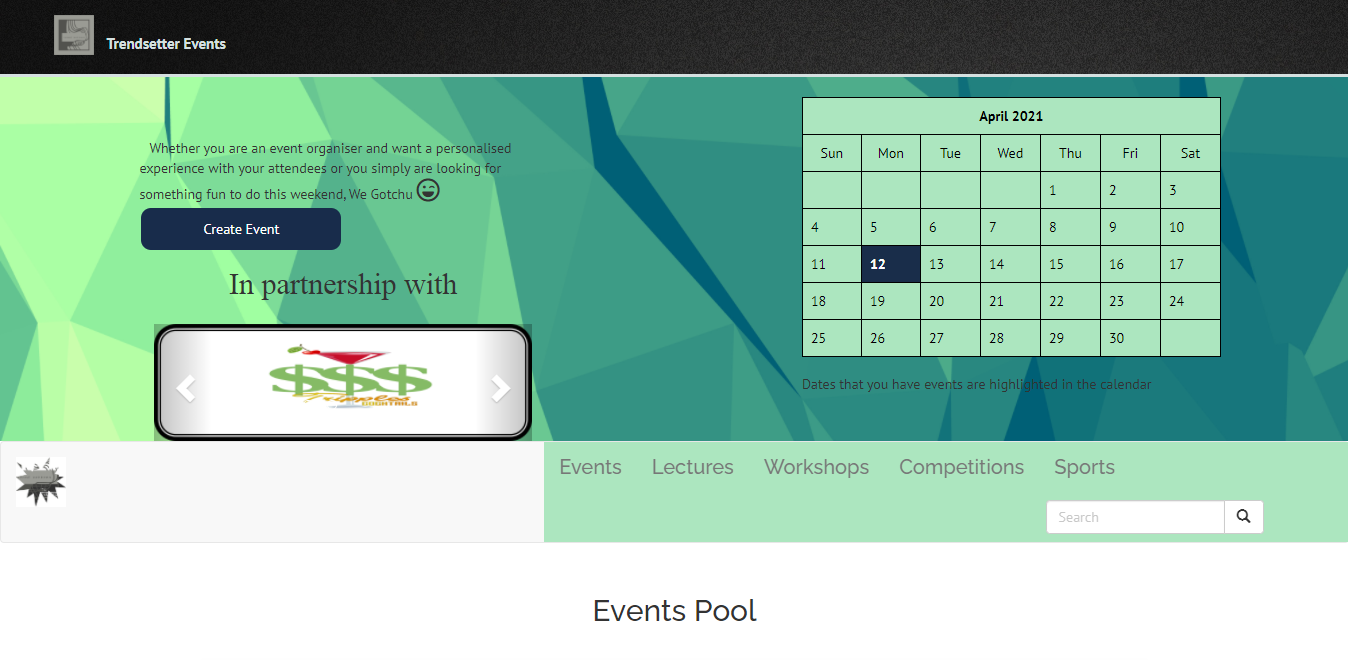 Trendsetter Events
Whether you are an event organiser and want a personalised
experience with your attendees or you simply are looking for
something fun to do this weekend, We Gotchu
Create Event
In partnership with
$$$
April 2021
Sun Mon Tue Wed Thu Fri Sat
1 2 3
4 5 6 7 8 9 10
11 12 13 14 15 16 17
18 19 20 21 22 23 24
25 26 27 28 29 30
Dates that you have events are highlighted in the calendar
Events Lectures Workshops Competitions Sports
Search
Events Pool